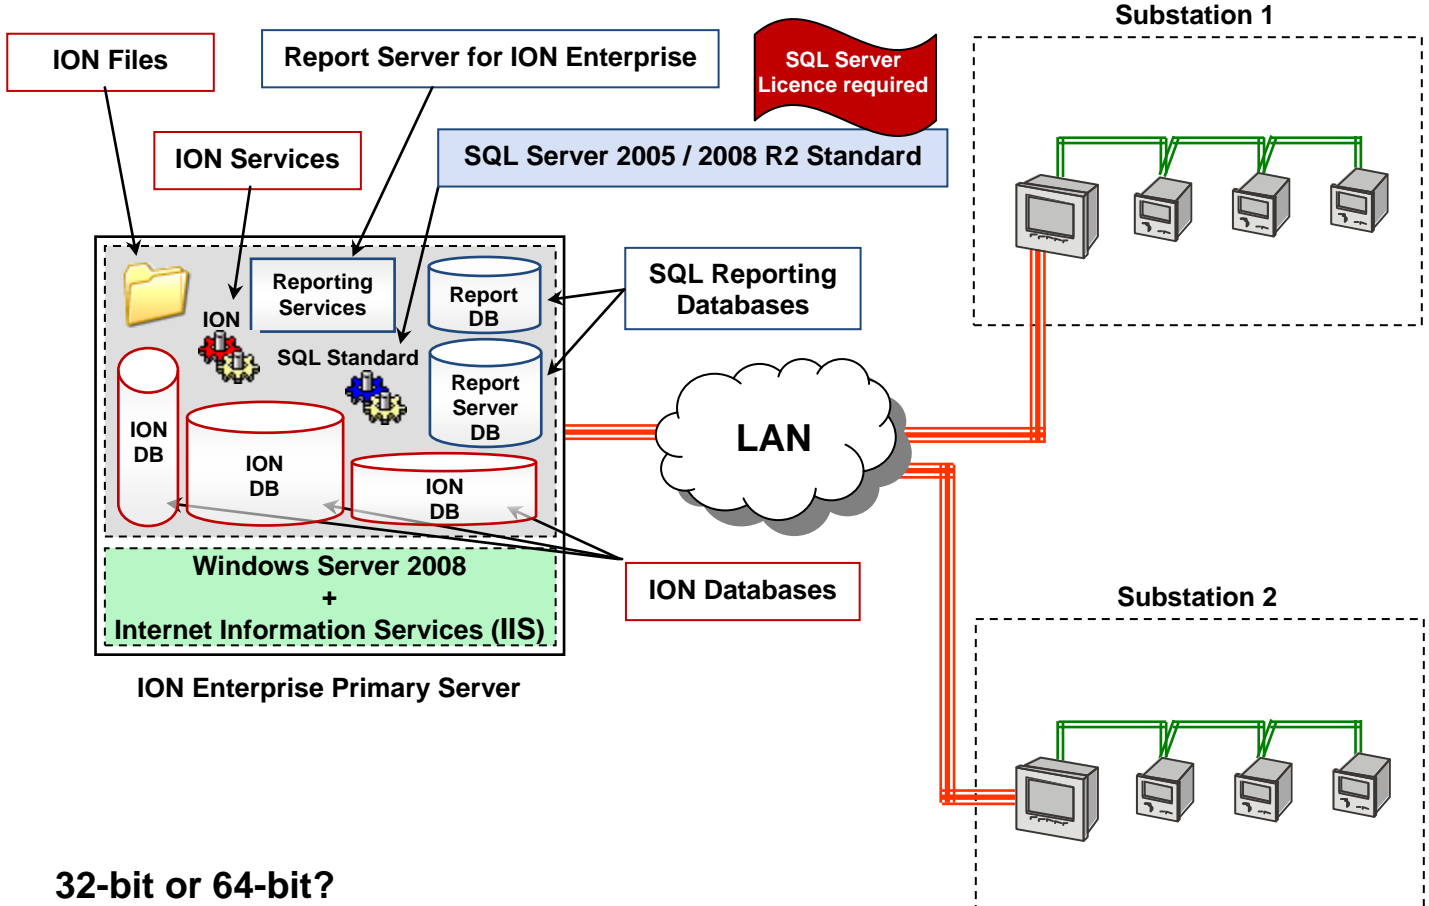 Substation 1
ION Files
Report Server for ION Enterprise
SQL Server
Licence required
ION Services
SQL Server 2005 / 2008 R2 Standard
Reporting
Services
Report
DB
SQL Reporting
Databases
ION
SQL Standard
Report
Server
DB
ION
DB
ION
DB
ION
DB
LAN
Windows Server 2008
+
Internet Information Services (IIS)
ION Databases
ION Enterprise Primary Server
Substation 2
32-bit or 64-bit?